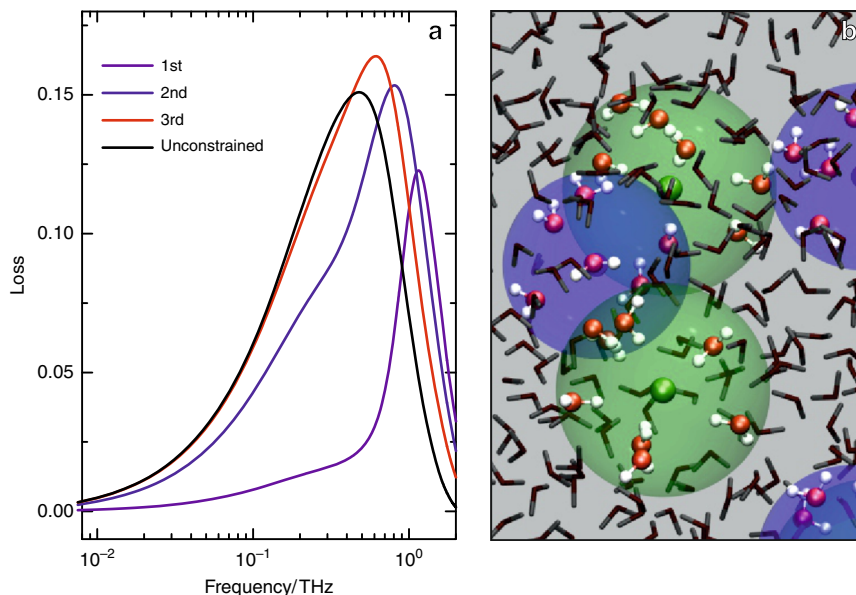 a
b
1st
2nd
3rd
Unconstrained
0.15
0.10
0.05
0.00
Loss
10⁻² 10⁻¹ 10⁰
Frequency/THz